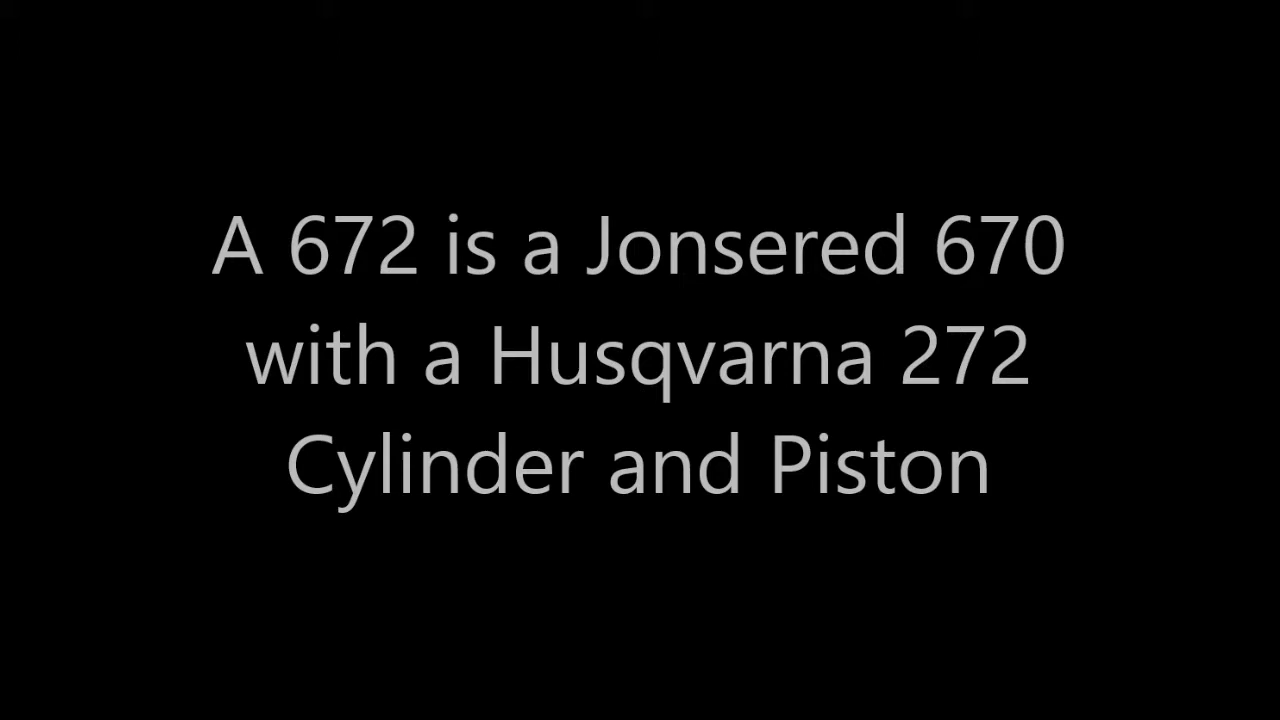 A 672 is a Jonsered 670
with a Husqvarna 272
Cylinder and Piston